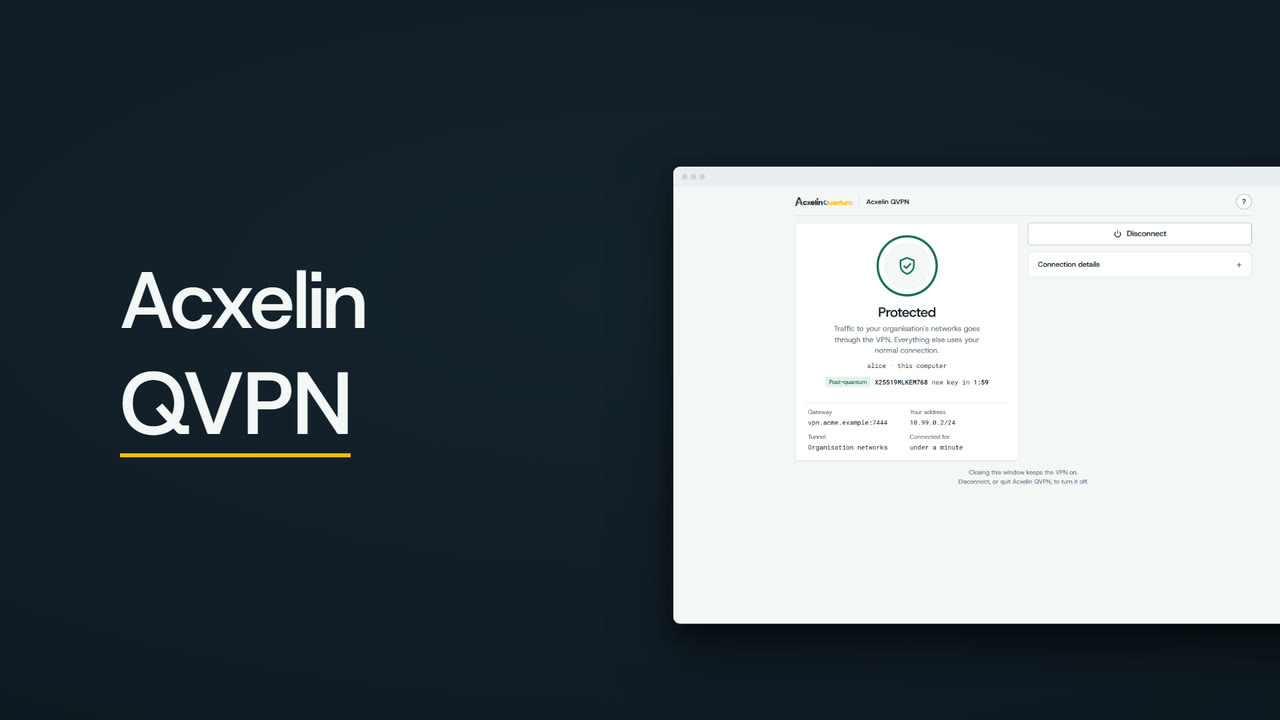 Acxelin
QVPN
AcxelinQuantum
Acxelin QVPN
?
Protected
Traffic to your organisation's networks goes
through the VPN. Everything else uses your
normal connection.
alice · this computer
Post-quantum X25519MLKEM768 new key in 1:59
Gateway
vpn.acme.example:7444
Your address
10.99.0.2/24
Tunnel
Organisation networks
Connected for
under a minute
Disconnect
Connection details +
Closing this window keeps the VPN on.
Disconnect, or quit Acxelin QVPN, to turn it off.